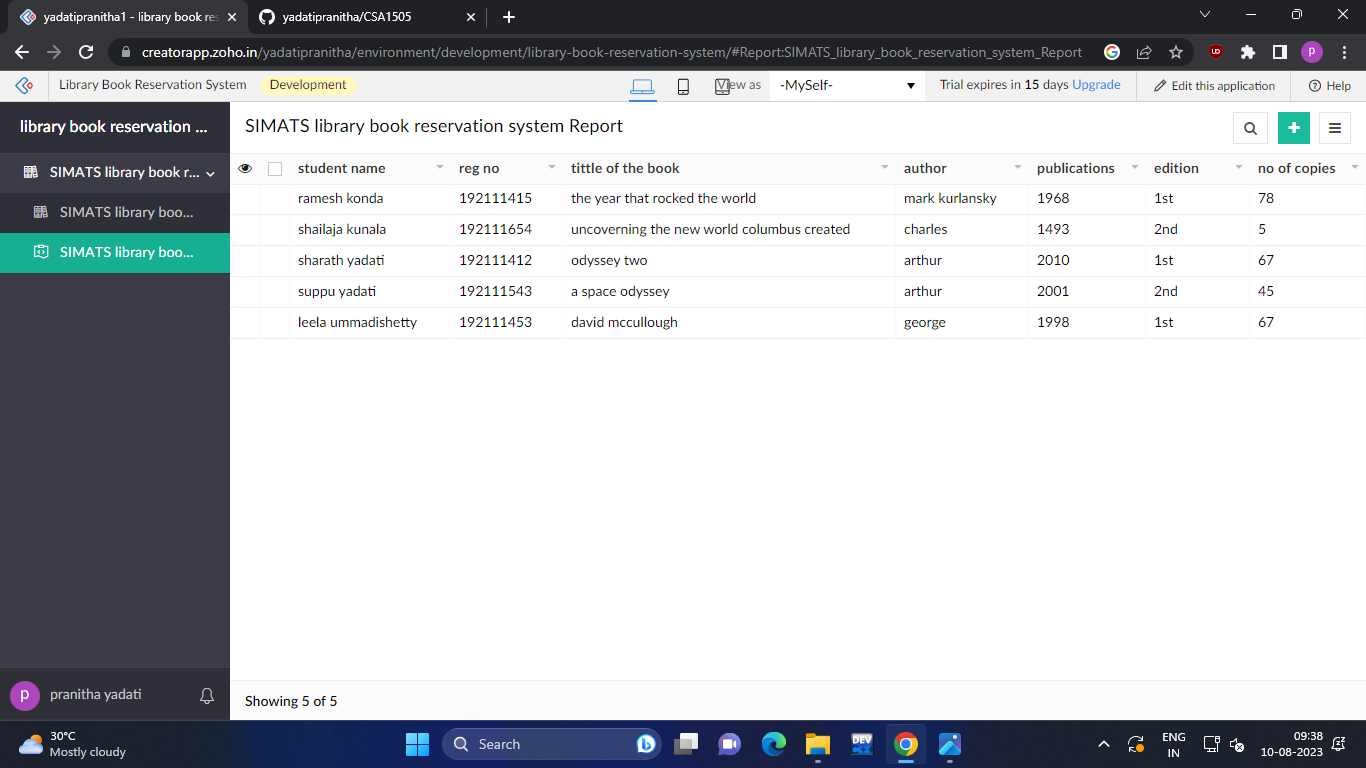 yadatipranitha1 - library book res
yadatipranitha/CSA1505
creatorapp.zoho.in/yadatipranitha/environment/development/library-book-reservation-system/#Report:SIMATS_library_book_reservation_system_Report
Library Book Reservation System Development View as -MySelf- Trial expires in 15 days Upgrade Edit this application Help
library book reservation ...
SIMATS library book r...
SIMATS library boo...
SIMATS library boo...
SIMATS library book reservation system Report
student name reg no tittle of the book author publications edition no of copies
ramesh konda 192111415 the year that rocked the world mark kurlansky 1968 1st 78
shailaja kunala 192111654 uncoverning the new world columbus created charles 1493 2nd 5
sharath yadati 192111412 odyssey two arthur 2010 1st 67
suppu yadati 192111543 a space odyssey arthur 2001 2nd 45
leela ummadishetty 192111453 david mccullough george 1998 1st 67
p pranitha yadati
Showing 5 of 5
30°C
Mostly cloudy
Search
DEV
ENG
IN
09:38
10-08-2023